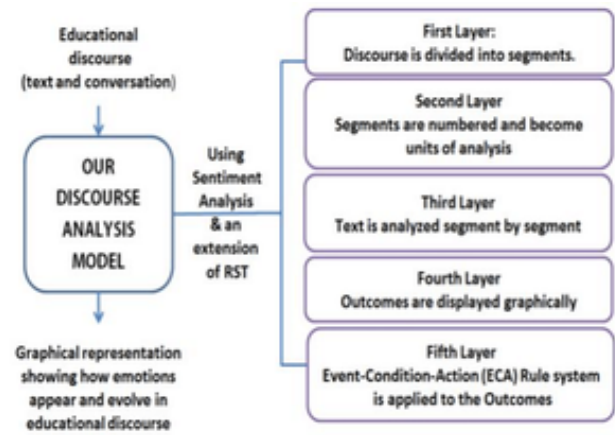 Educational
discourse
(text and conversation)
OUR
DISCOURSE
ANALYSIS
MODEL
Graphical representation
showing how emotions
appear and evolve in
educational discourse
Using
Sentiment
Analysis
& an
extension
of RST
First Layer:
Discourse is divided into segments.
Second Layer
Segments are numbered and become
units of analysis
Third Layer
Text is analyzed segment by segment
Fourth Layer
Outcomes are displayed graphically
Fifth Layer
Event-Condition-Action (ECA) Rule system
is applied to the Outcomes